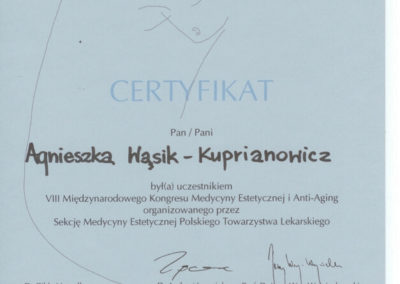 CERTYFIKAT
Pan / Pani
Agnieszka Wąsik-Kuprianowicz
był(a) uczestnikiem
VIII Międzynarodowego Kongresu Medycyny Estetycznej i Anti-Aging
organizowanego przez
Sekcję Medycyny Estetycznej Polskiego Towarzystwa Lekarskiego